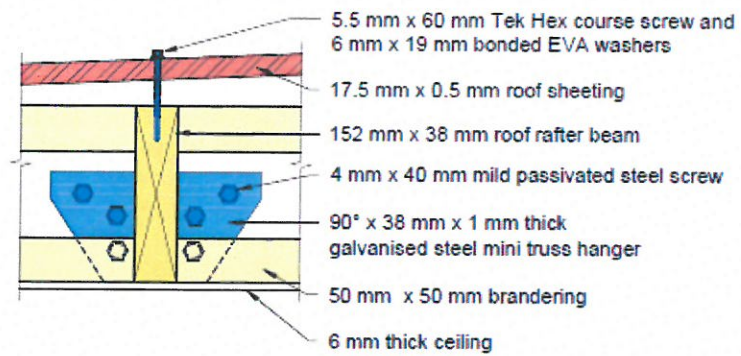 5.5 mm x 60 mm Tek Hex course screw and
6 mm x 19 mm bonded EVA washers
17.5 mm x 0.5 mm roof sheeting
152 mm x 38 mm roof rafter beam
4 mm x 40 mm mild passivated steel screw
90° x 38 mm x 1 mm thick
galvanised steel mini truss hanger
50 mm x 50 mm brandering
6 mm thick ceiling